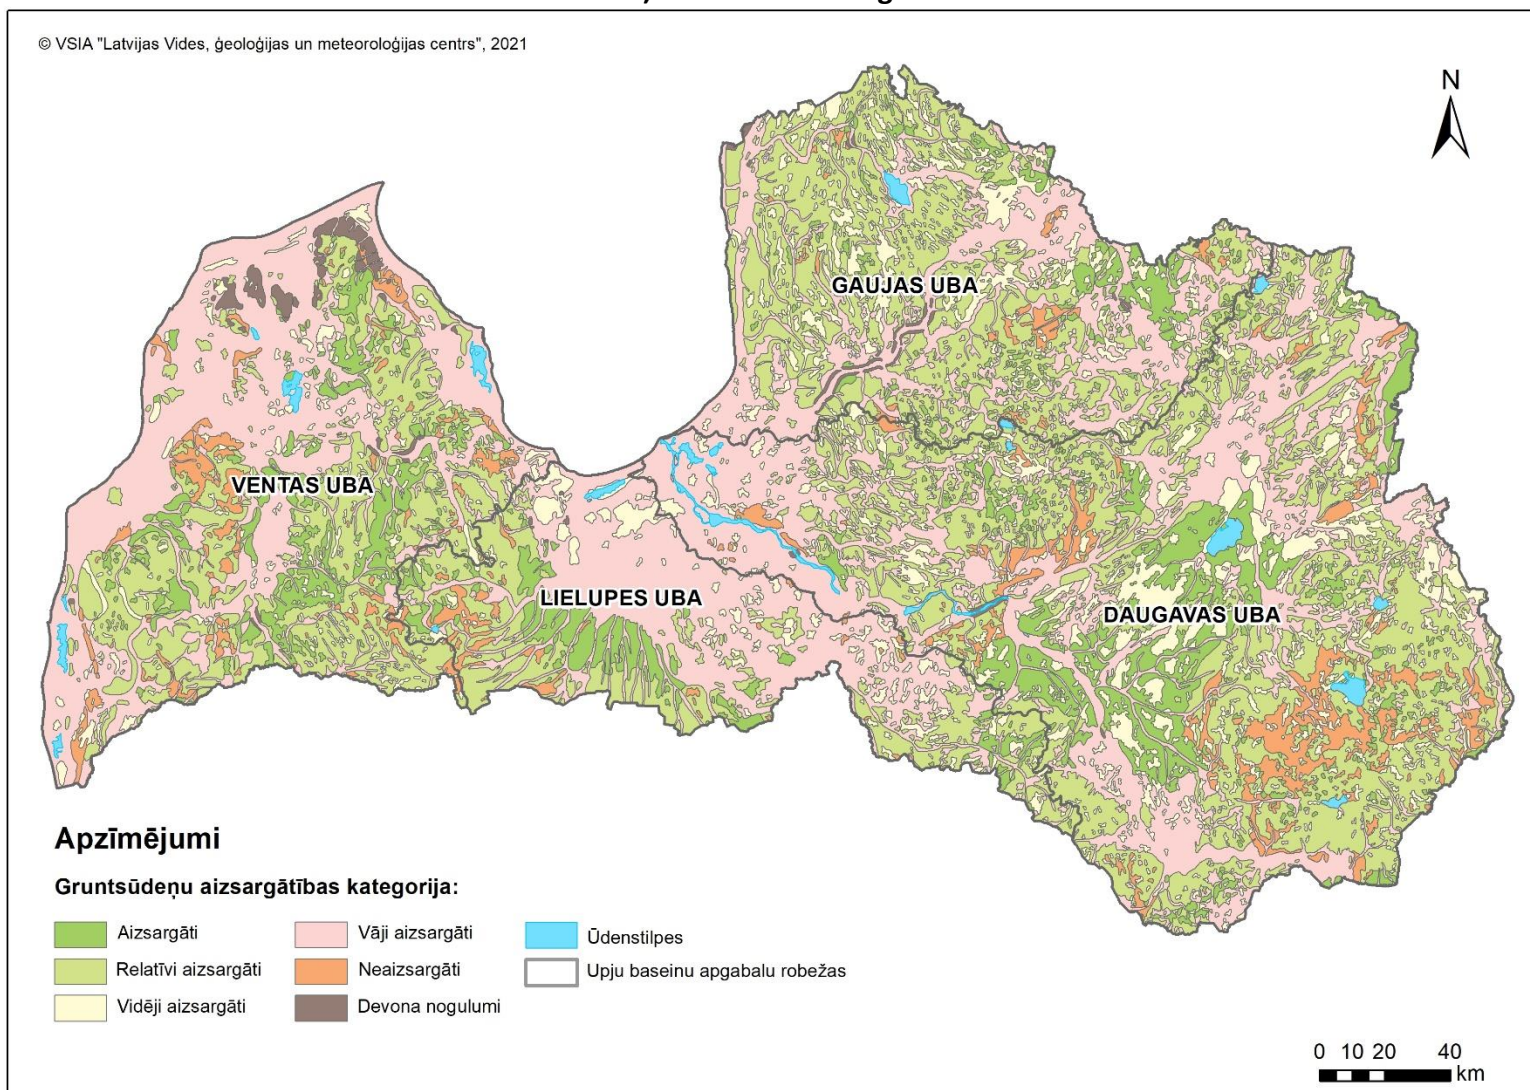 © VSIA "Latvijas Vides, ģeoloģijas un meteoroloģijas centrs", 2021
N
GAUJAS UBA
VENTAS UBA
LIELUPES UBA
DAUGAVAS UBA
Apzīmējumi
Gruntsūdeņu aizsargātības kategorija:
Aizsargāti
Vāji aizsargāti
Ūdenstilpes
Relatīvi aizsargāti
Neaizsargāti
Upju baseinu apgabalu robežas
Vidēji aizsargāti
Devona nogulumi
0 10 20 40
km